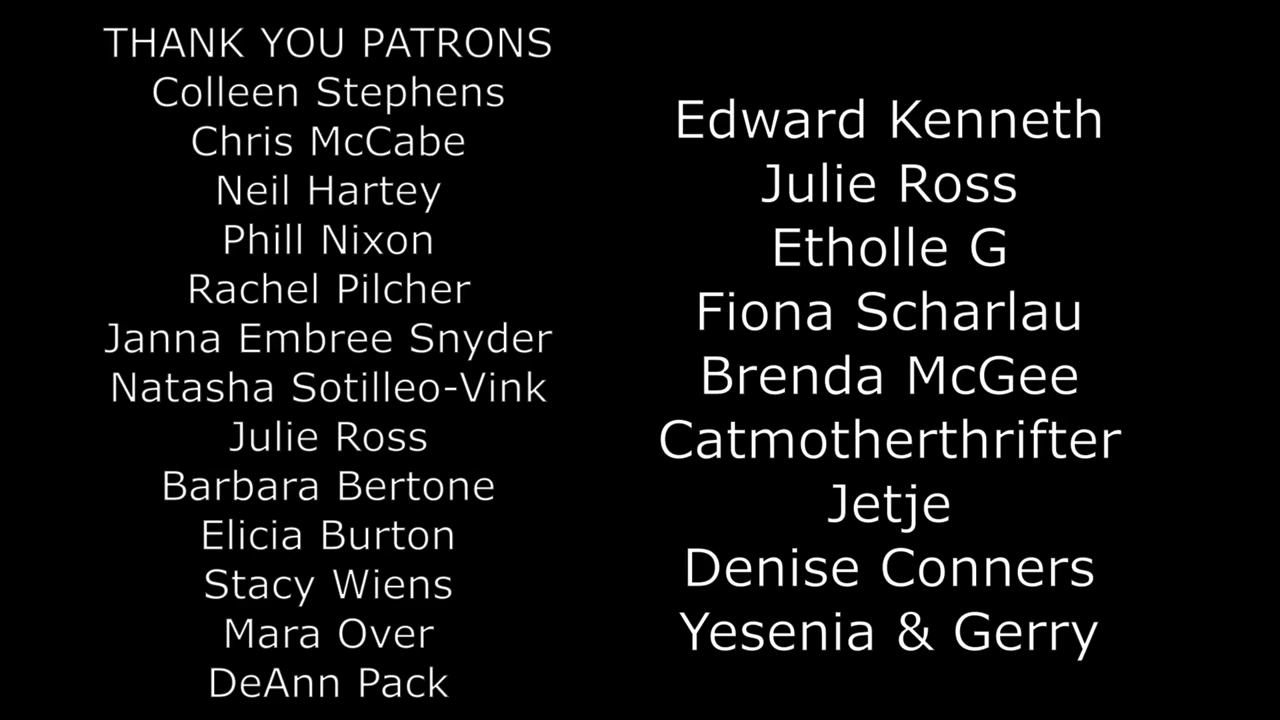 THANK YOU PATRONS
Colleen Stephens
Chris McCabe
Neil Hartey
Phill Nixon
Rachel Pilcher
Janna Embree Snyder
Natasha Sotilleo-Vink
Julie Ross
Barbara Bertone
Elicia Burton
Stacy Wiens
Mara Over
DeAnn Pack
Edward Kenneth
Julie Ross
Etholle G
Fiona Scharlau
Brenda McGee
Catmotherthrifter
Jetje
Denise Conners
Yesenia & Gerry